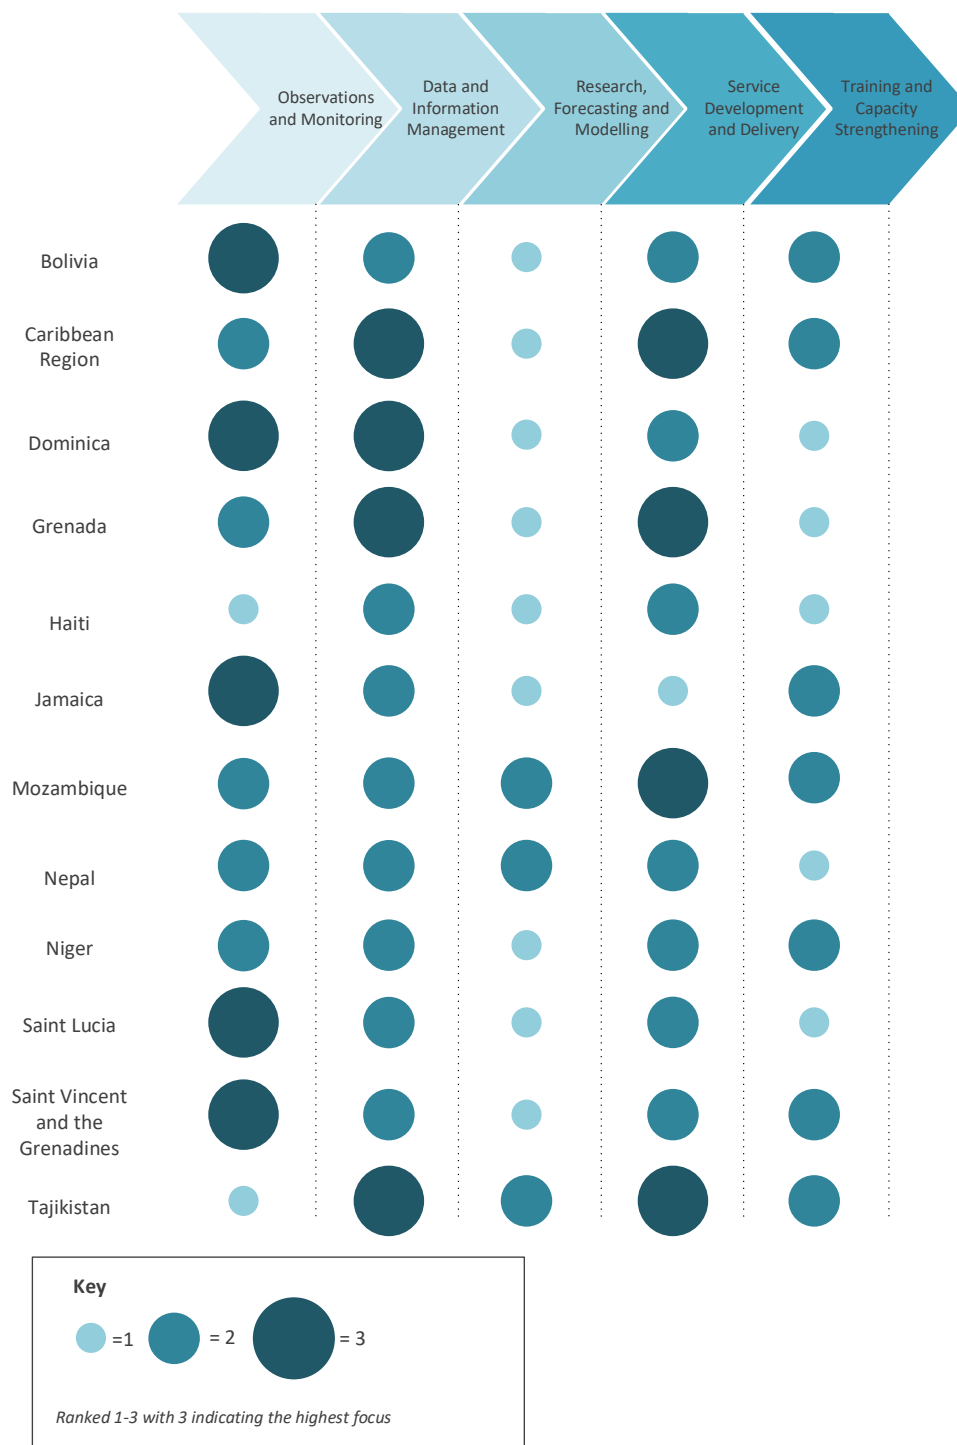 Observations
and Monitoring
Data and
Information
Management
Research,
Forecasting and
Modelling
Service
Development
and Delivery
Training and
Capacity
Strengthening
Bolivia
Caribbean
Region
Dominica
Grenada
Haiti
Jamaica
Mozambique
Nepal
Niger
Saint Lucia
Saint Vincent
and the
Grenadines
Tajikistan
Key
=1 = 2 = 3
Ranked 1-3 with 3 indicating the highest focus